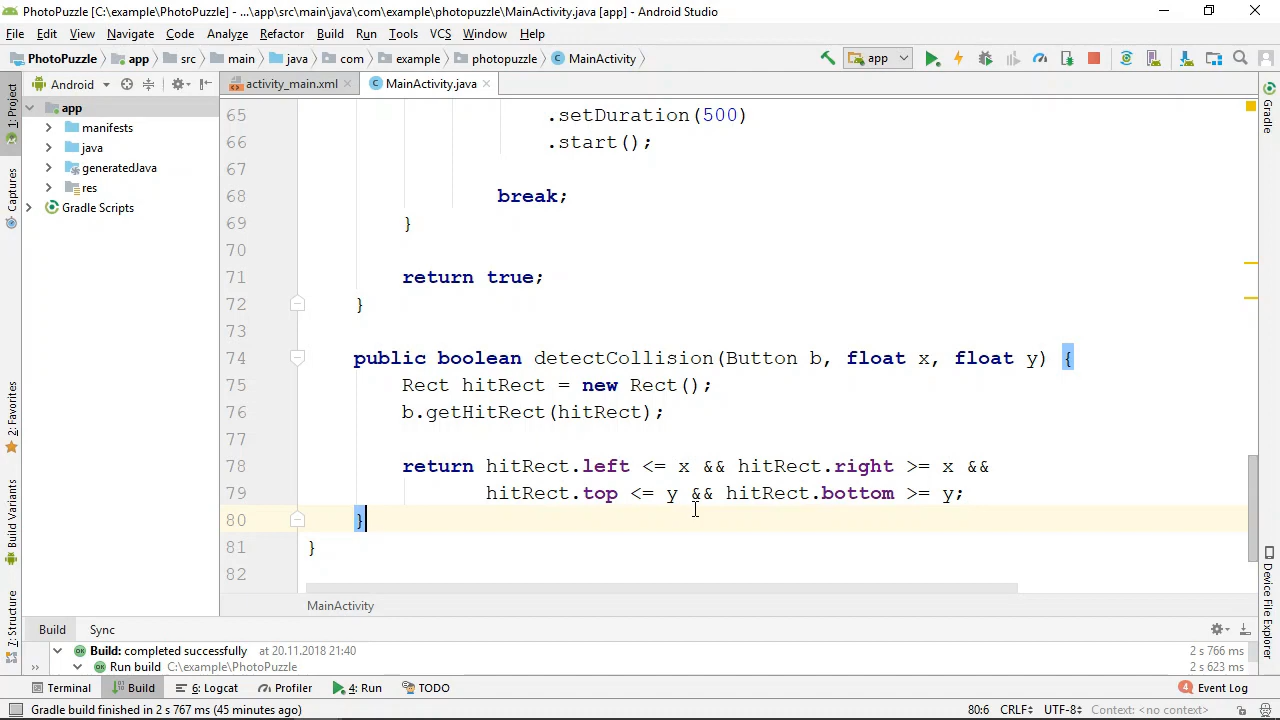 PhotoPuzzle [C:\example\PhotoPuzzle] - ...\app\src\main\java\com\example\photopuzzle\MainActivity.java [app] - Android Studio
File Edit View Navigate Code Analyze Refactor Build Run Tools VCS Window Help
PhotoPuzzle app src main java com example photopuzzle MainActivity app
Android activity_main.xml MainActivity.java
1: Project
Captures
2: Favorites
Build Variants
7: Structure
app
manifests
java
generatedJava
res
Gradle Scripts
65 .setDuration(500)
66 .start();
67
68 break;
69 }
70
71 return true;
72 }
73
74 public boolean detectCollision(Button b, float x, float y) {
75 Rect hitRect = new Rect();
76 b.getHitRect(hitRect);
77
78 return hitRect.left <= x && hitRect.right >= x &&
79 hitRect.top <= y && hitRect.bottom >= y;
80 }
81 }
82
MainActivity
Gradle
Device File Explorer
Build Sync
Build: completed successfully at 20.11.2018 21:40 2 s 766 ms
Run build C:\example\PhotoPuzzle 2 s 623 ms
Terminal Build 6: Logcat Profiler 4: Run TODO 4 Event Log
Gradle build finished in 2 s 767 ms (45 minutes ago) 80:6 CRLF÷ UTF-8÷ Context: <no context>